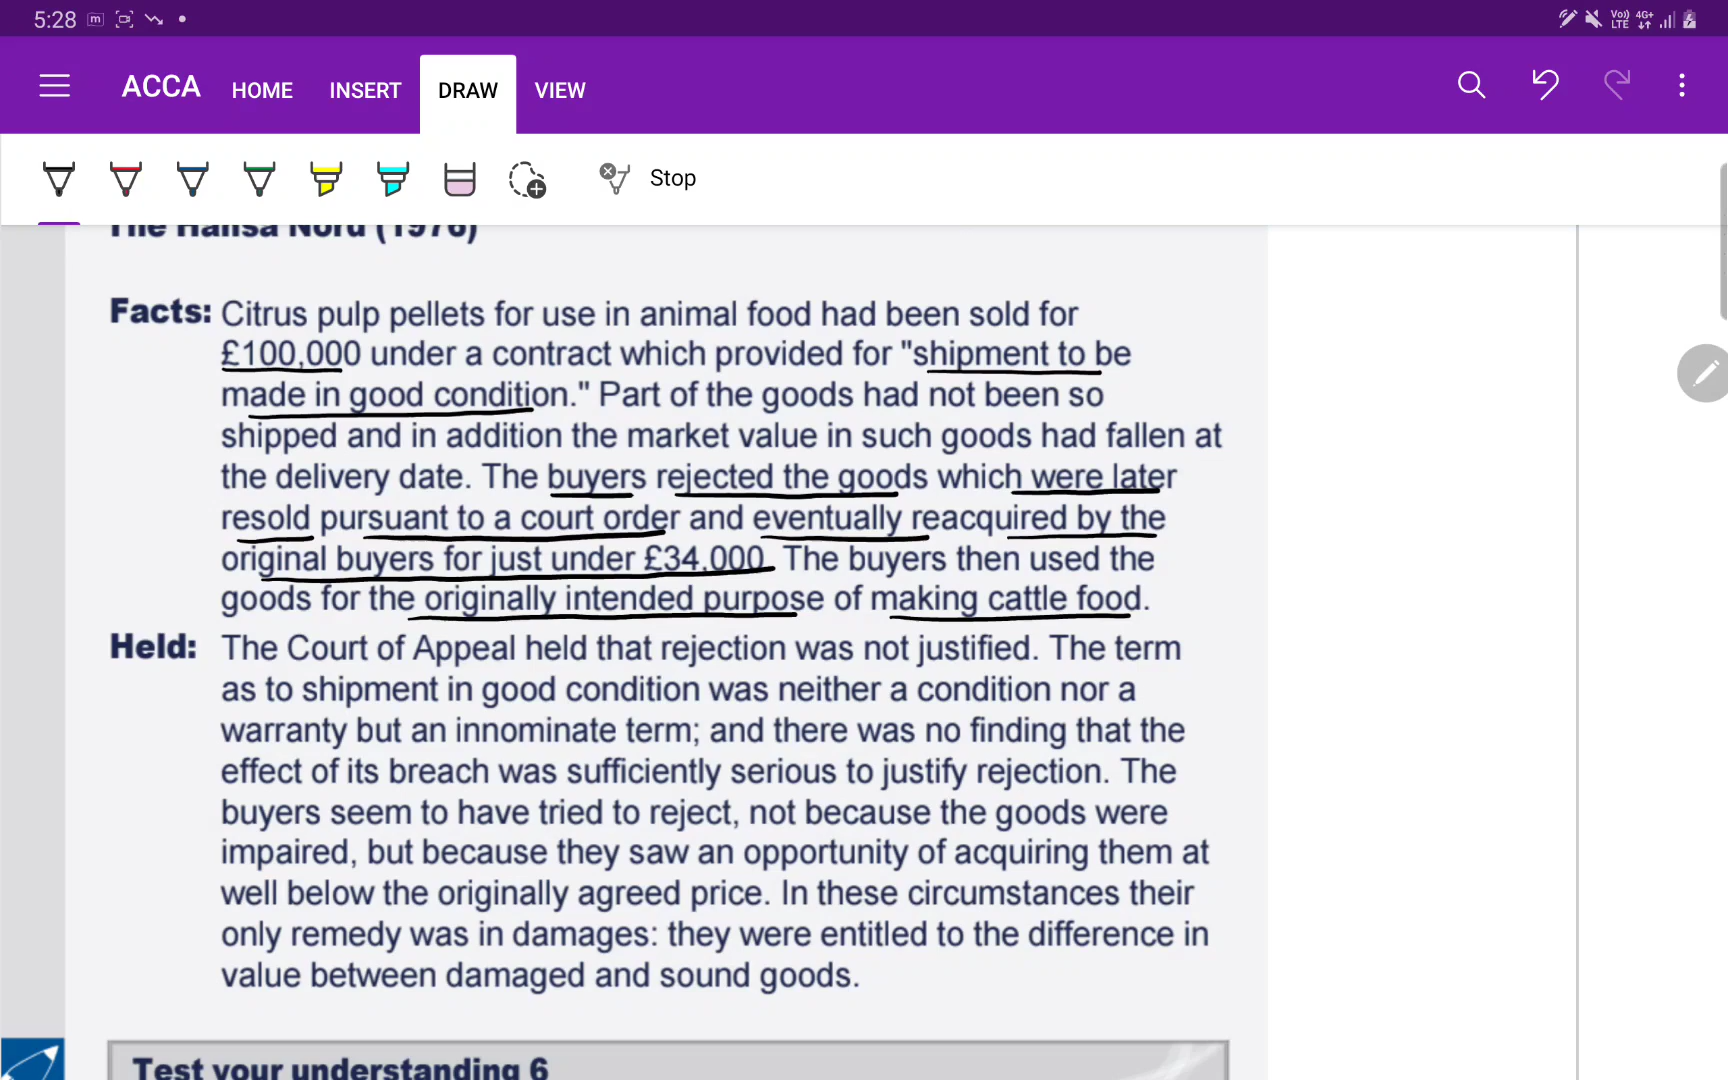 5:28
Vo)) LTE 4G+
ACCA HOME INSERT DRAW VIEW
Stop
The Hansa Nord (1976)
Facts: Citrus pulp pellets for use in animal food had been sold for
£100,000 under a contract which provided for "shipment to be
made in good condition." Part of the goods had not been so
shipped and in addition the market value in such goods had fallen at
the delivery date. The buyers rejected the goods which were later
resold pursuant to a court order and eventually reacquired by the
original buyers for just under £34,000. The buyers then used the
goods for the originally intended purpose of making cattle food.
Held: The Court of Appeal held that rejection was not justified. The term
as to shipment in good condition was neither a condition nor a
warranty but an innominate term; and there was no finding that the
effect of its breach was sufficiently serious to justify rejection. The
buyers seem to have tried to reject, not because the goods were
impaired, but because they saw an opportunity of acquiring them at
well below the originally agreed price. In these circumstances their
only remedy was in damages: they were entitled to the difference in
value between damaged and sound goods.
Test your understanding 6